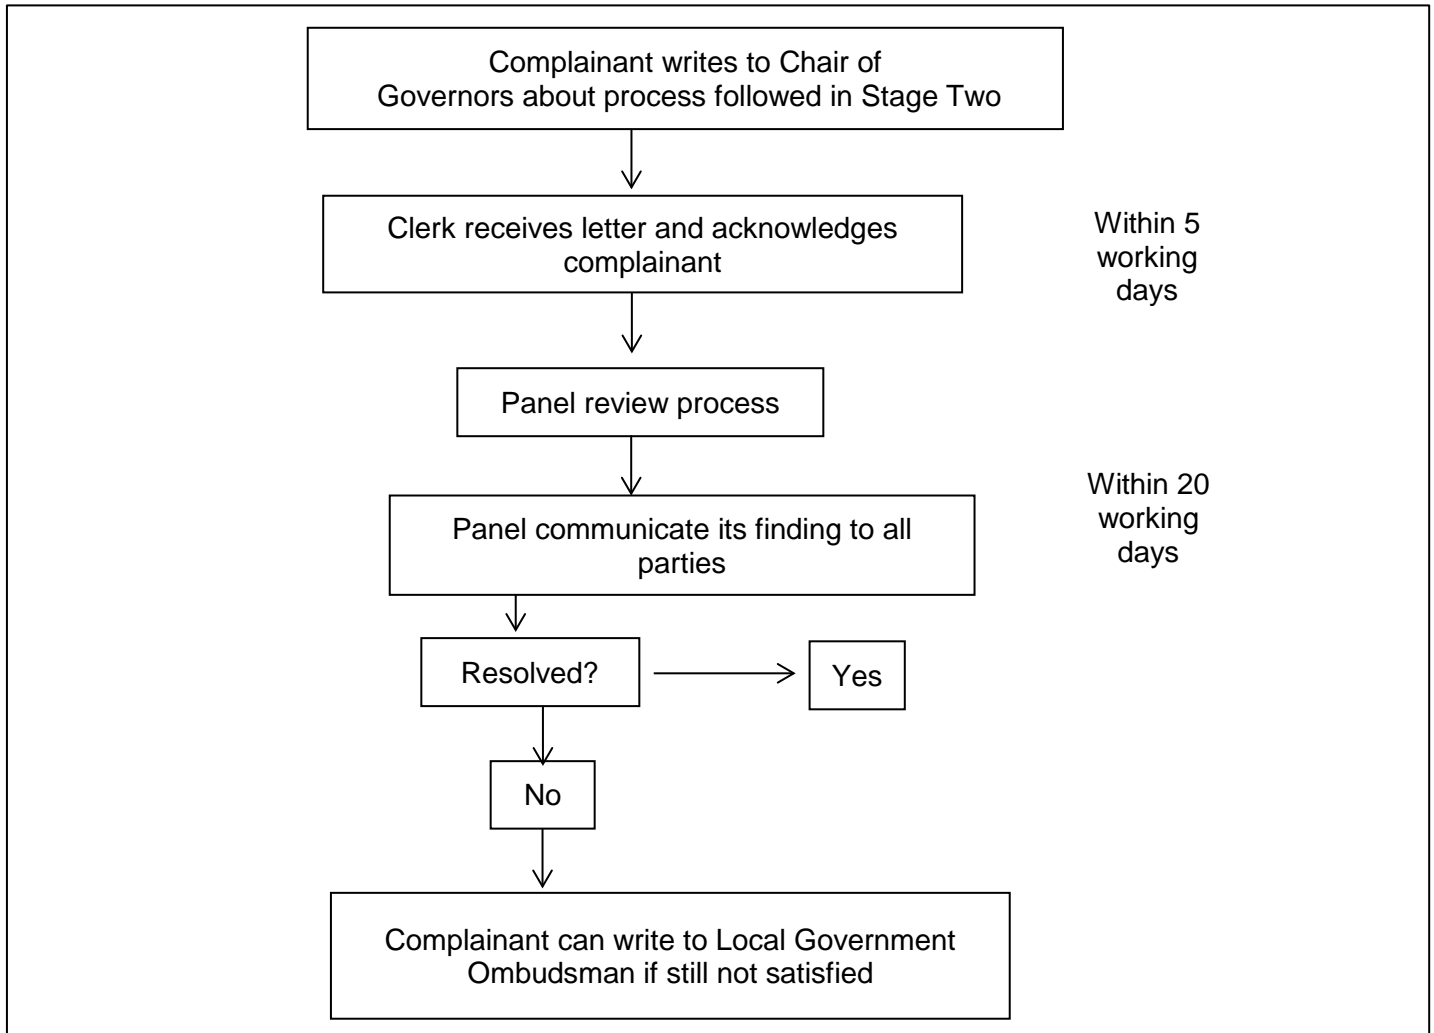 Complainant writes to Chair of
Governors about process followed in Stage Two
Clerk receives letter and acknowledges
complainant
Within 5
working
days
Panel review process
Panel communicate its finding to all
parties
Within 20
working
days
Resolved?
Yes
No
Complainant can write to Local Government
Ombudsman if still not satisfied